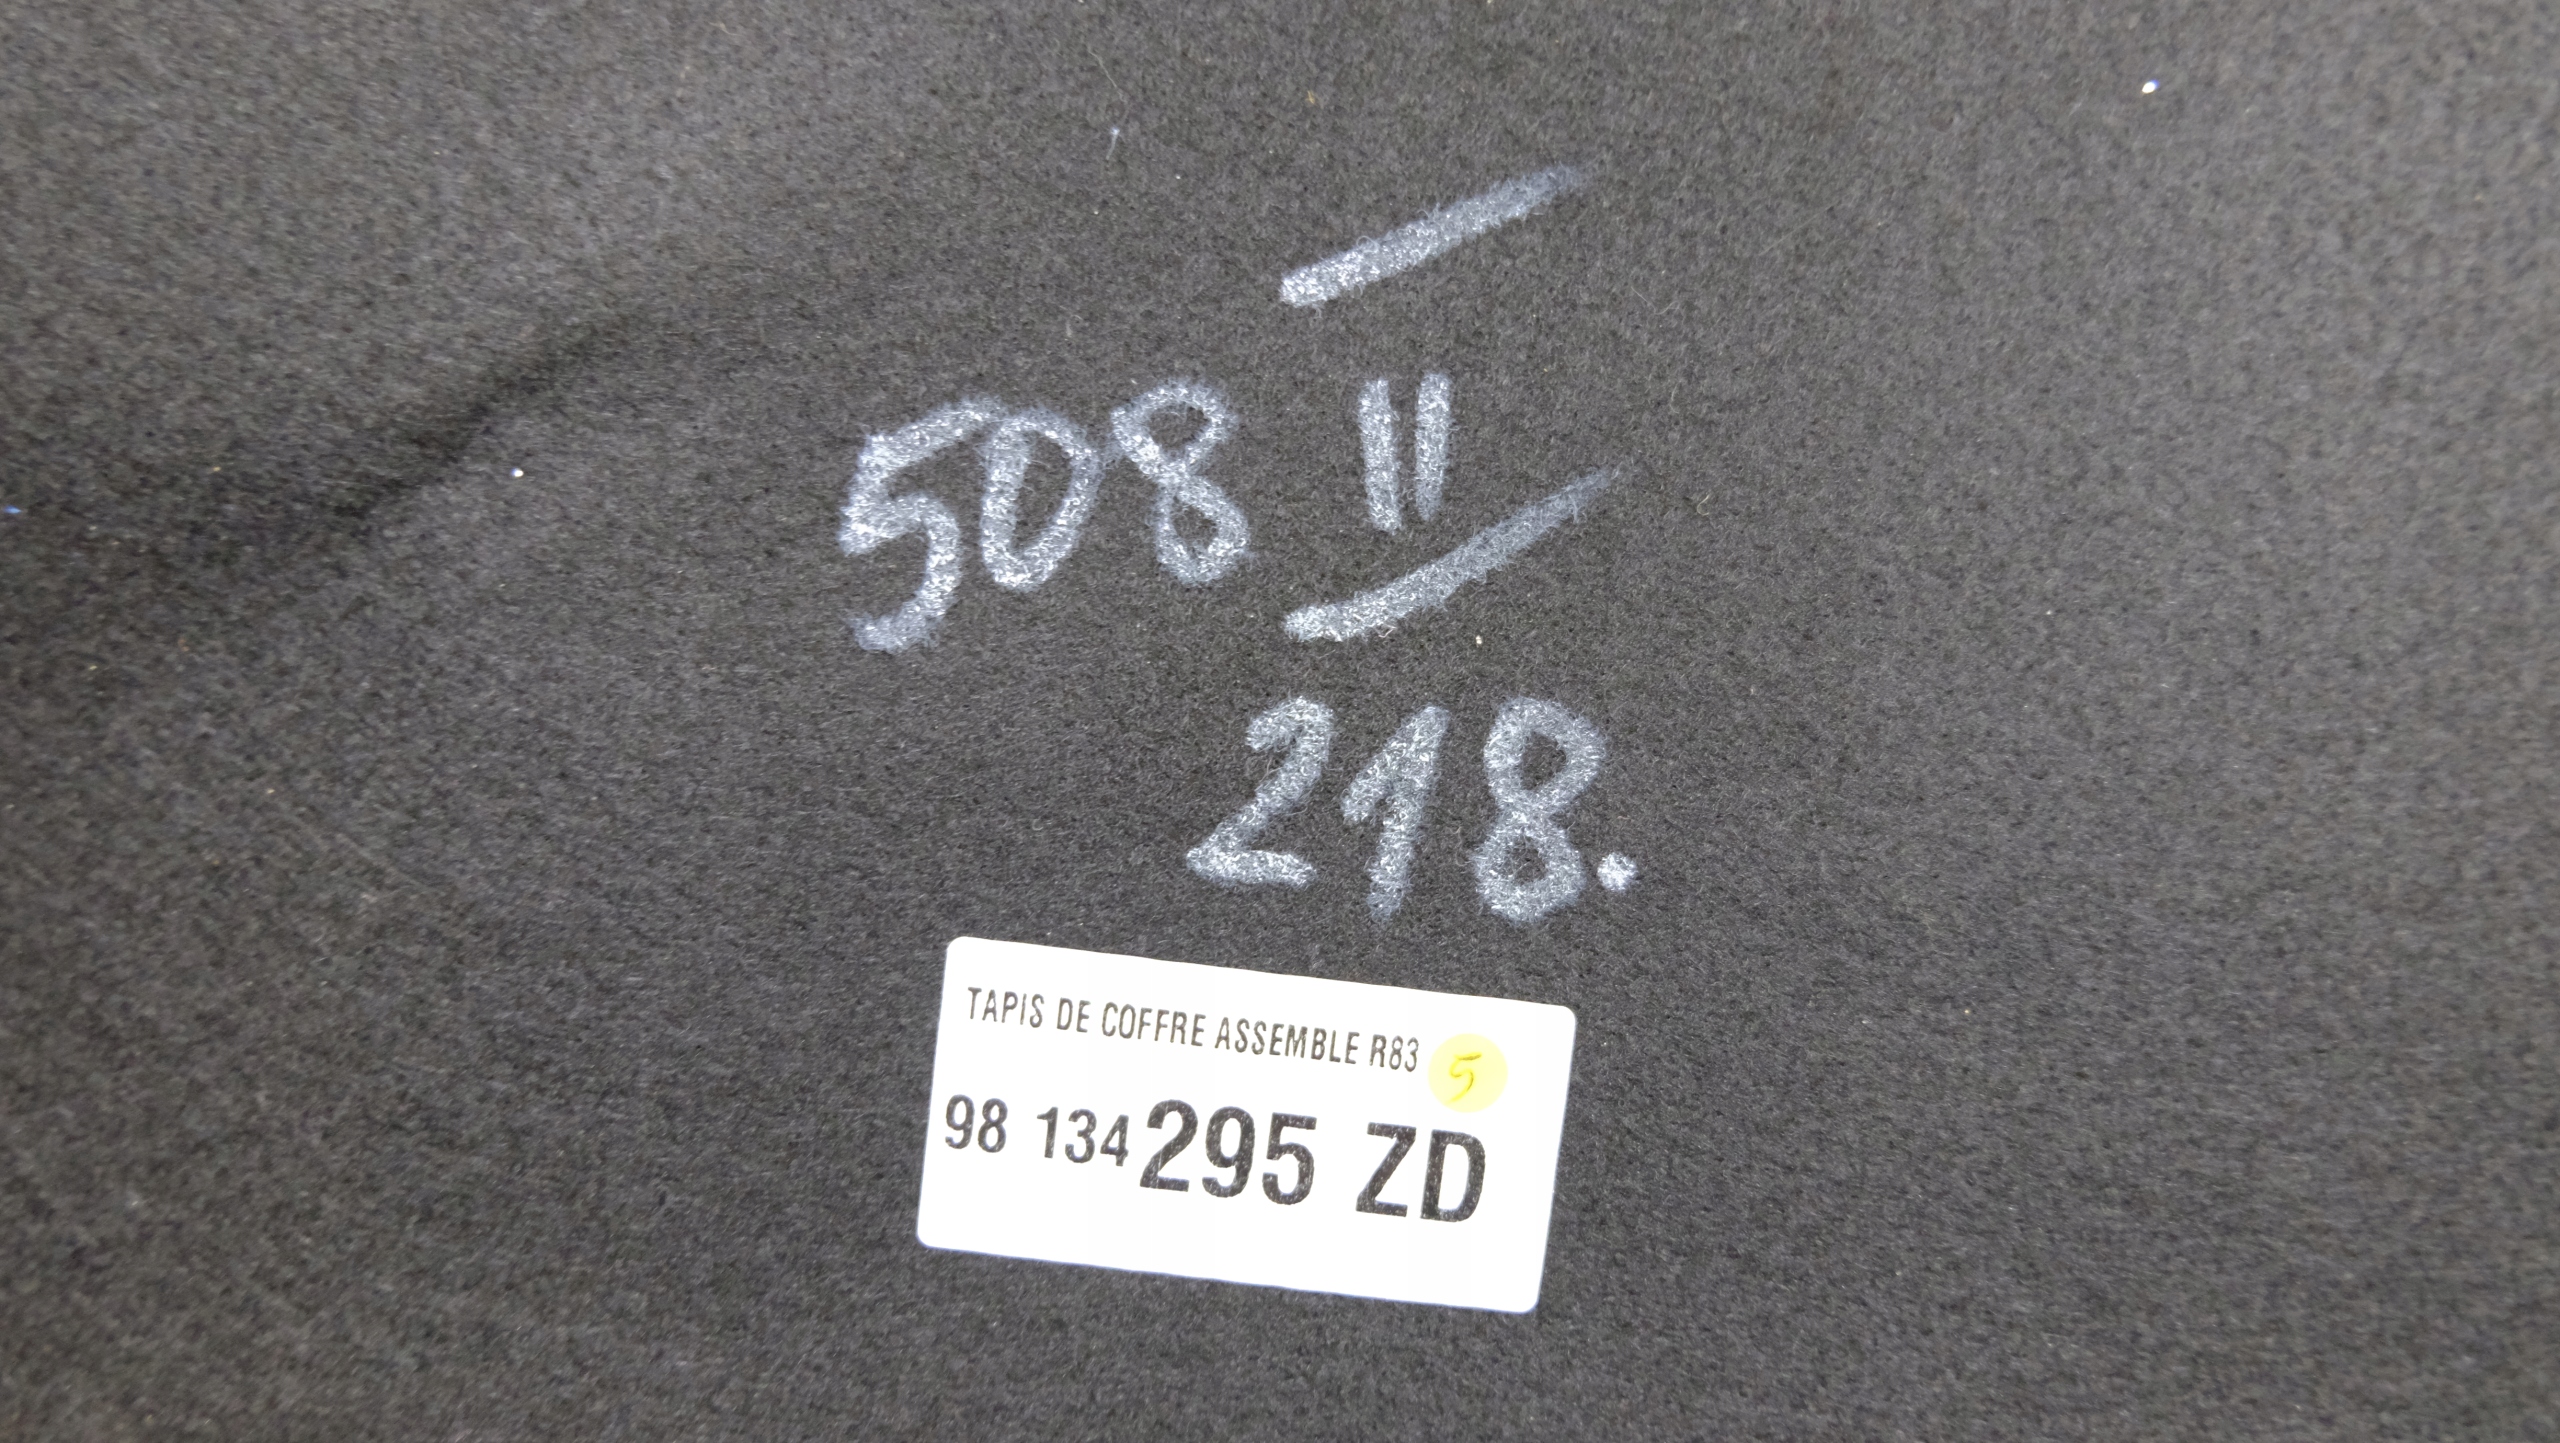 508 II
218.
TAPIS DE COFFRE ASSEMBLE R83 5
98 134 295 ZD